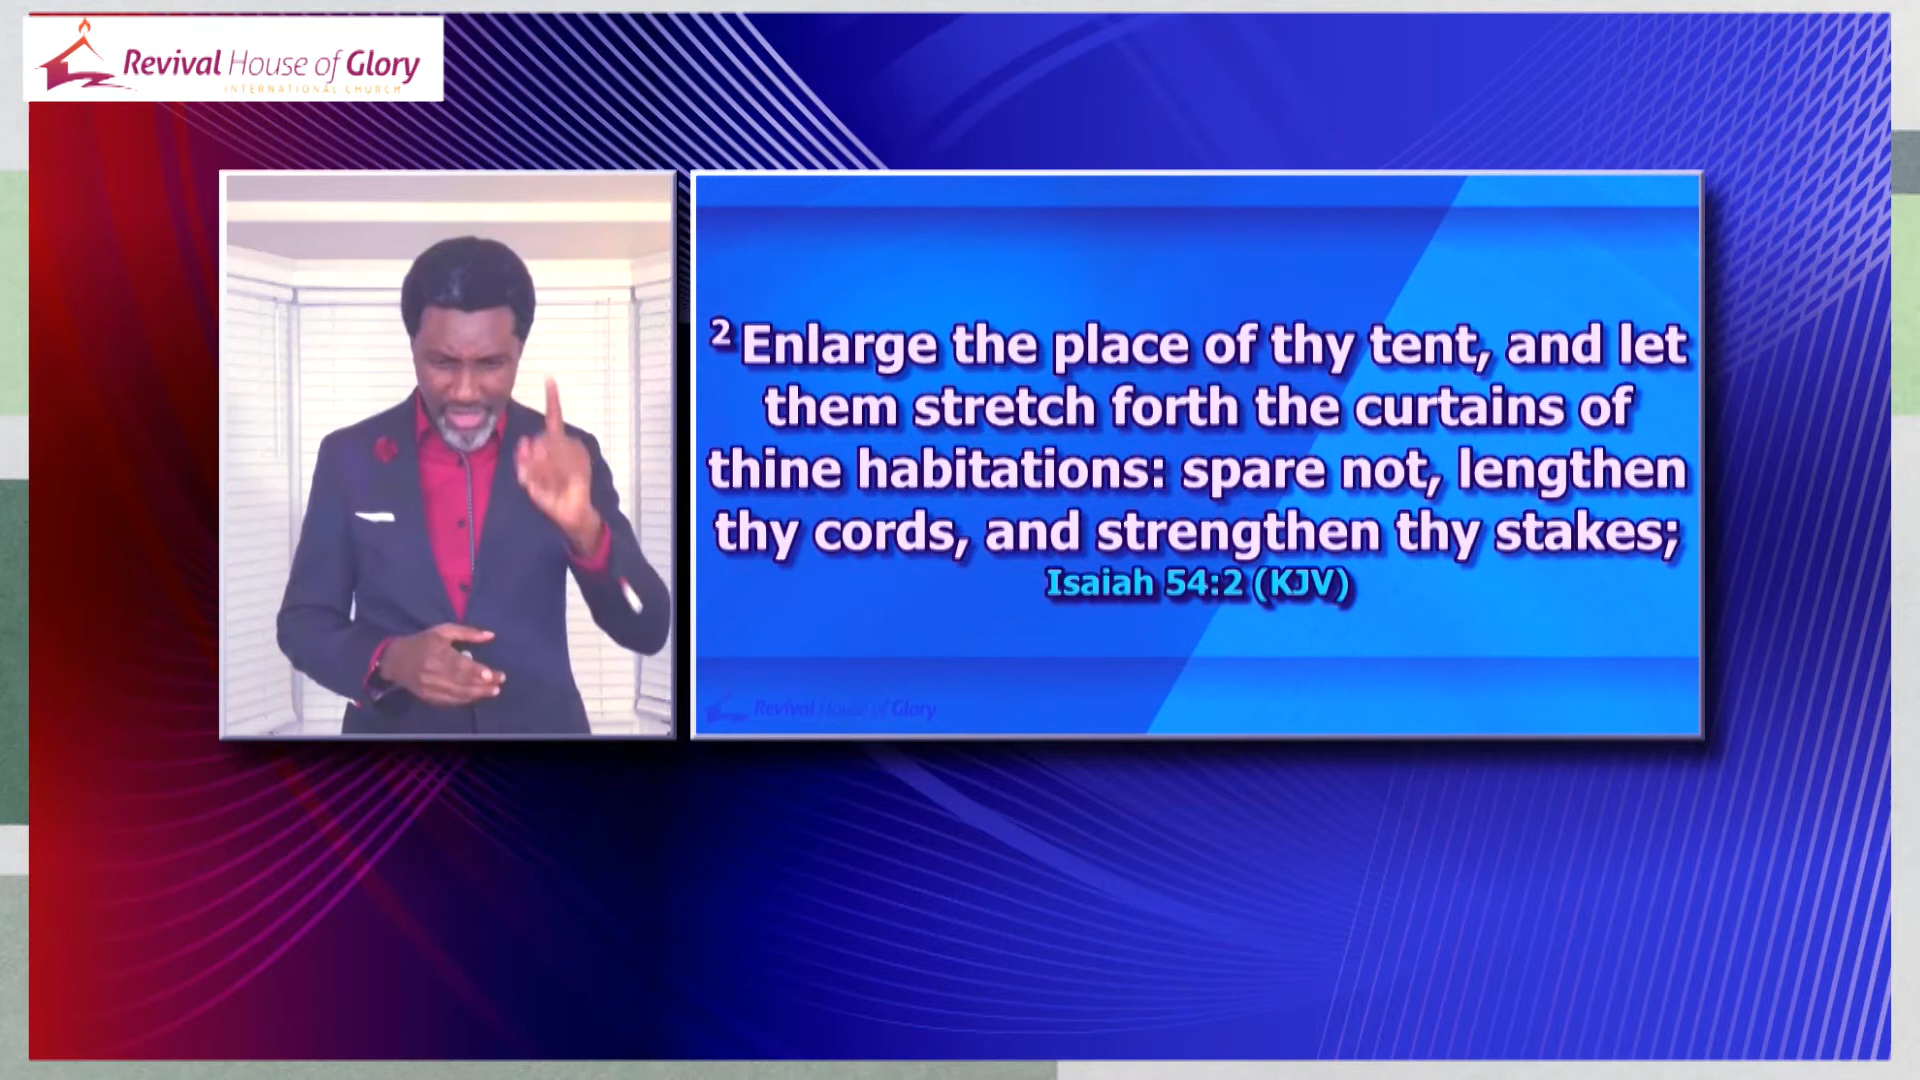 Revival House of Glory
INTERNATIONAL CHURCH
2 Enlarge the place of thy tent, and let
them stretch forth the curtains of
thine habitations: spare not, lengthen
thy cords, and strengthen thy stakes;
Isaiah 54:2 (KJV)
Revival House of Glory